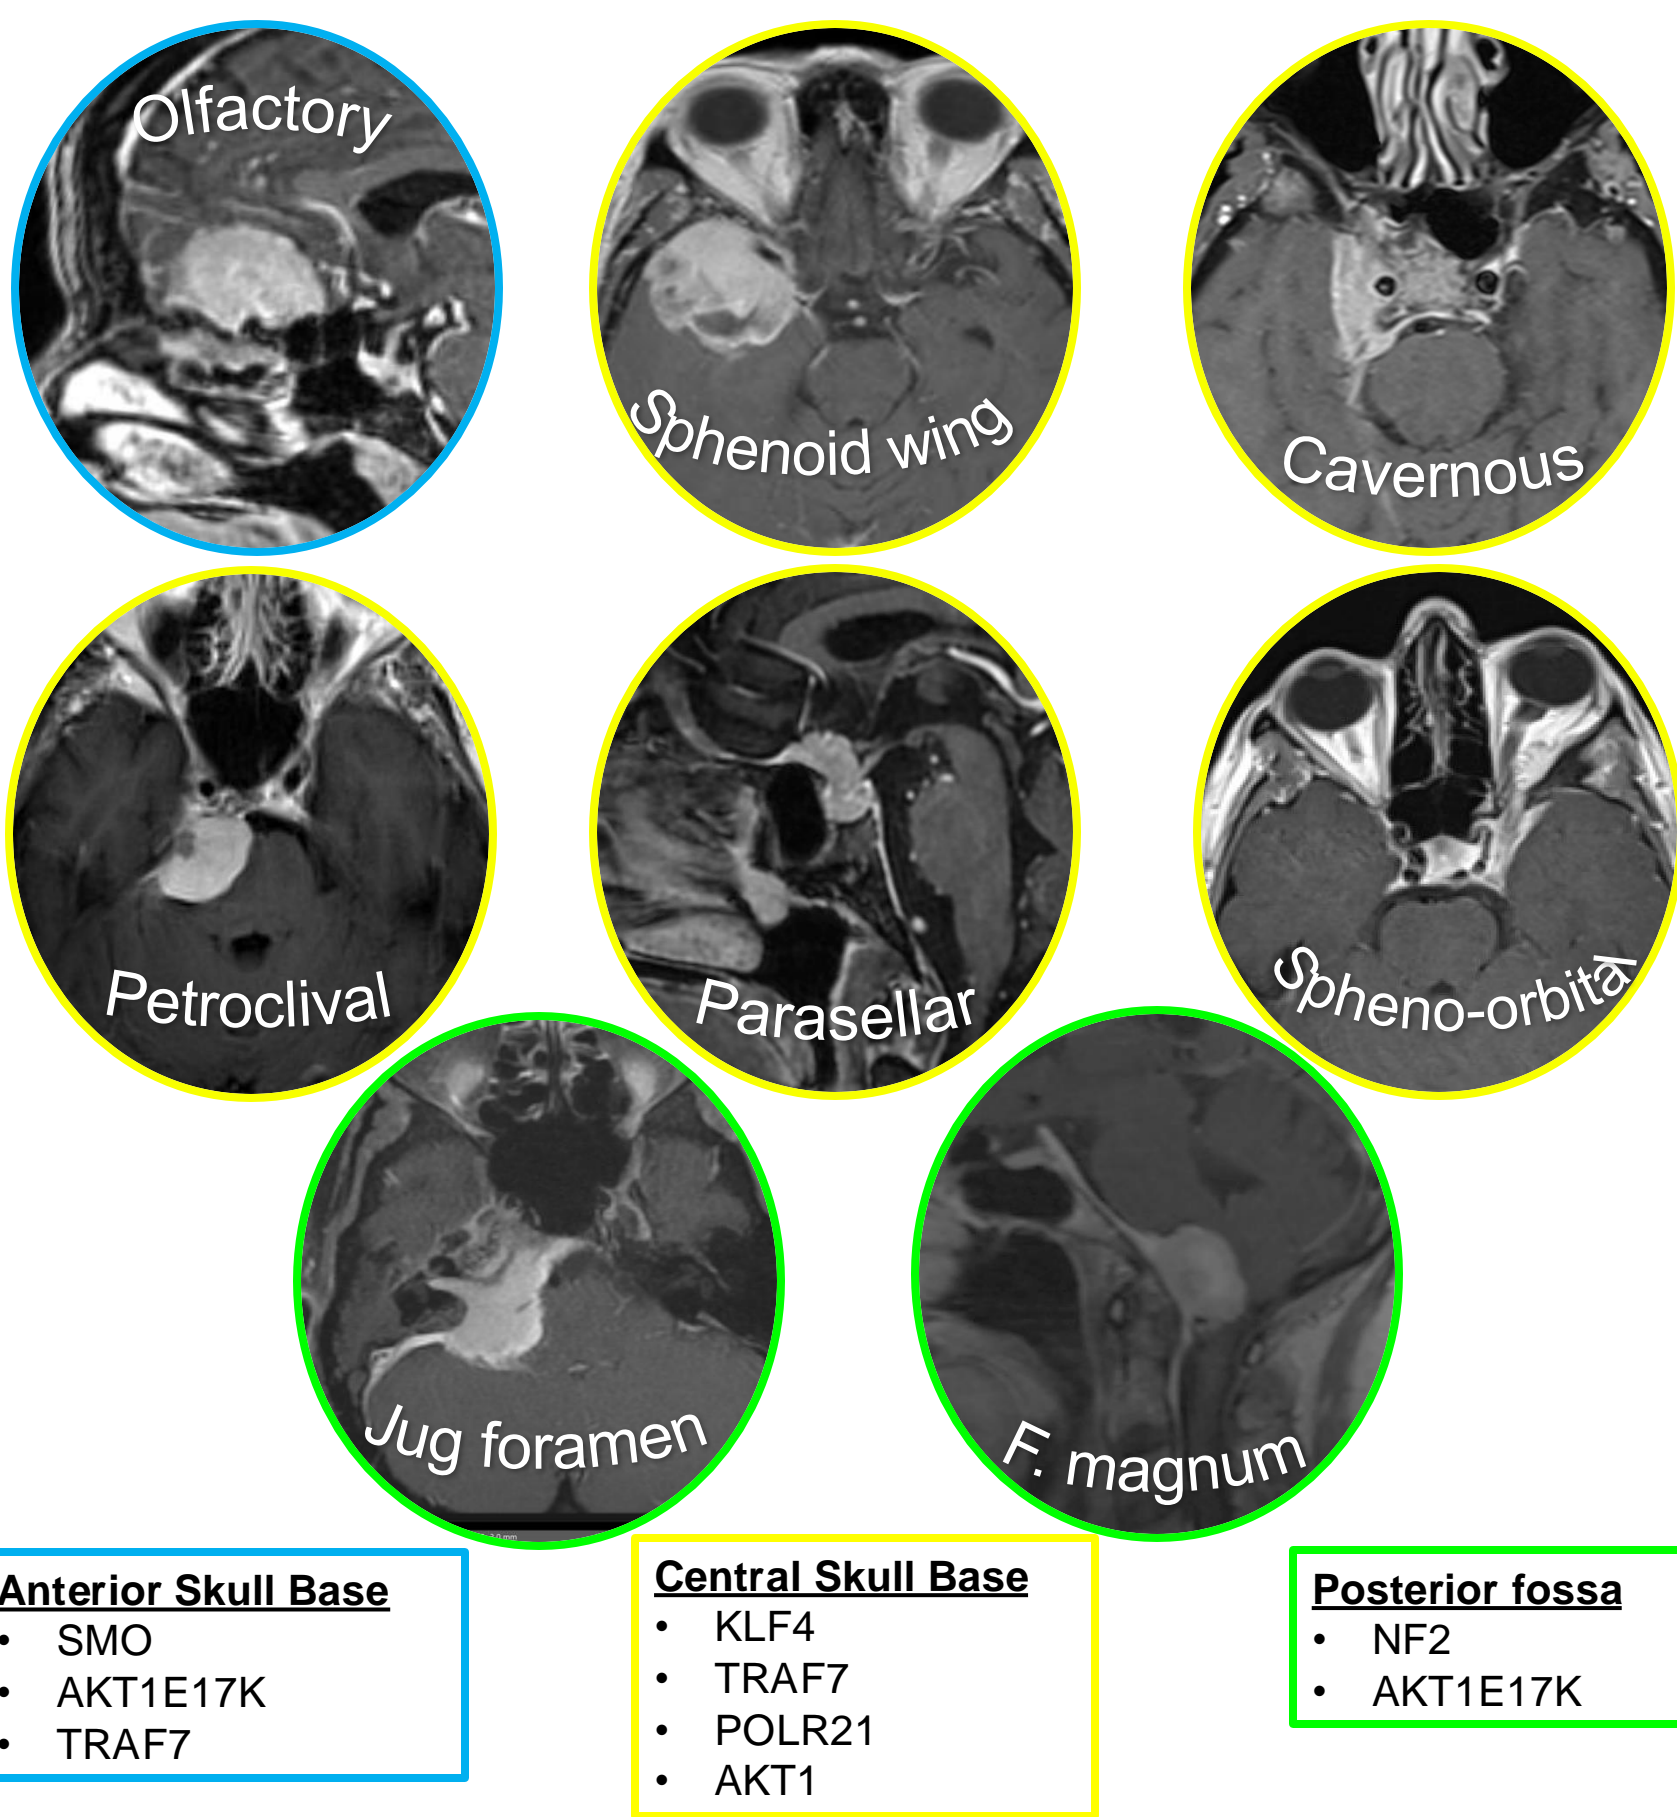 Olfactory
Sphenoid wing
Cavernous
Petroclival
Parasellar
Spheno-orbital
Jug foramen
F. magnum
Anterior Skull Base
• SMO
• AKT1E17K
• TRAF7
Central Skull Base
• KLF4
• TRAF7
• POLR21
• AKT1
Posterior fossa
• NF2
• AKT1E17K